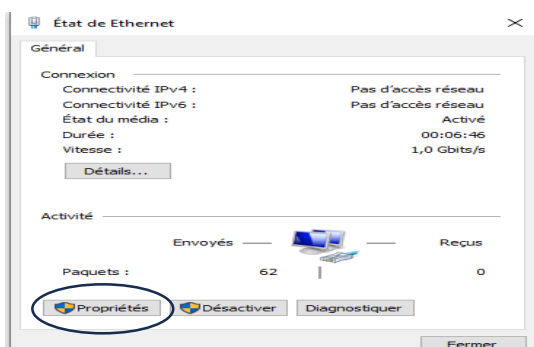 État de Ethernet
Général
Connexion
Connectivité IPv4 : Pas d'accès réseau
Connectivité IPv6 : Pas d'accès réseau
État du média : Activé
Durée : 00:06:46
Vitesse : 1,0 Gbits/s
Détails...
Activité
Envoyés Reçus
Paquets : 62 0
Propriétés Désactiver Diagnostiquer
Fermer